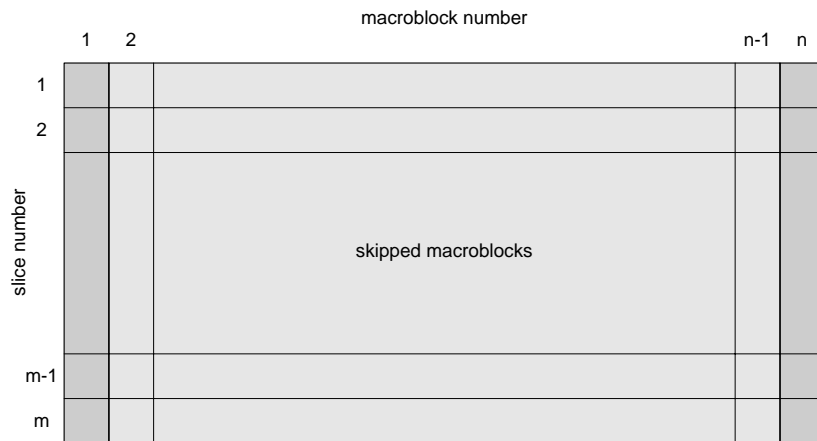 macroblock number
1 2 n-1 n
1
2
slice number
skipped macroblocks
m-1
m